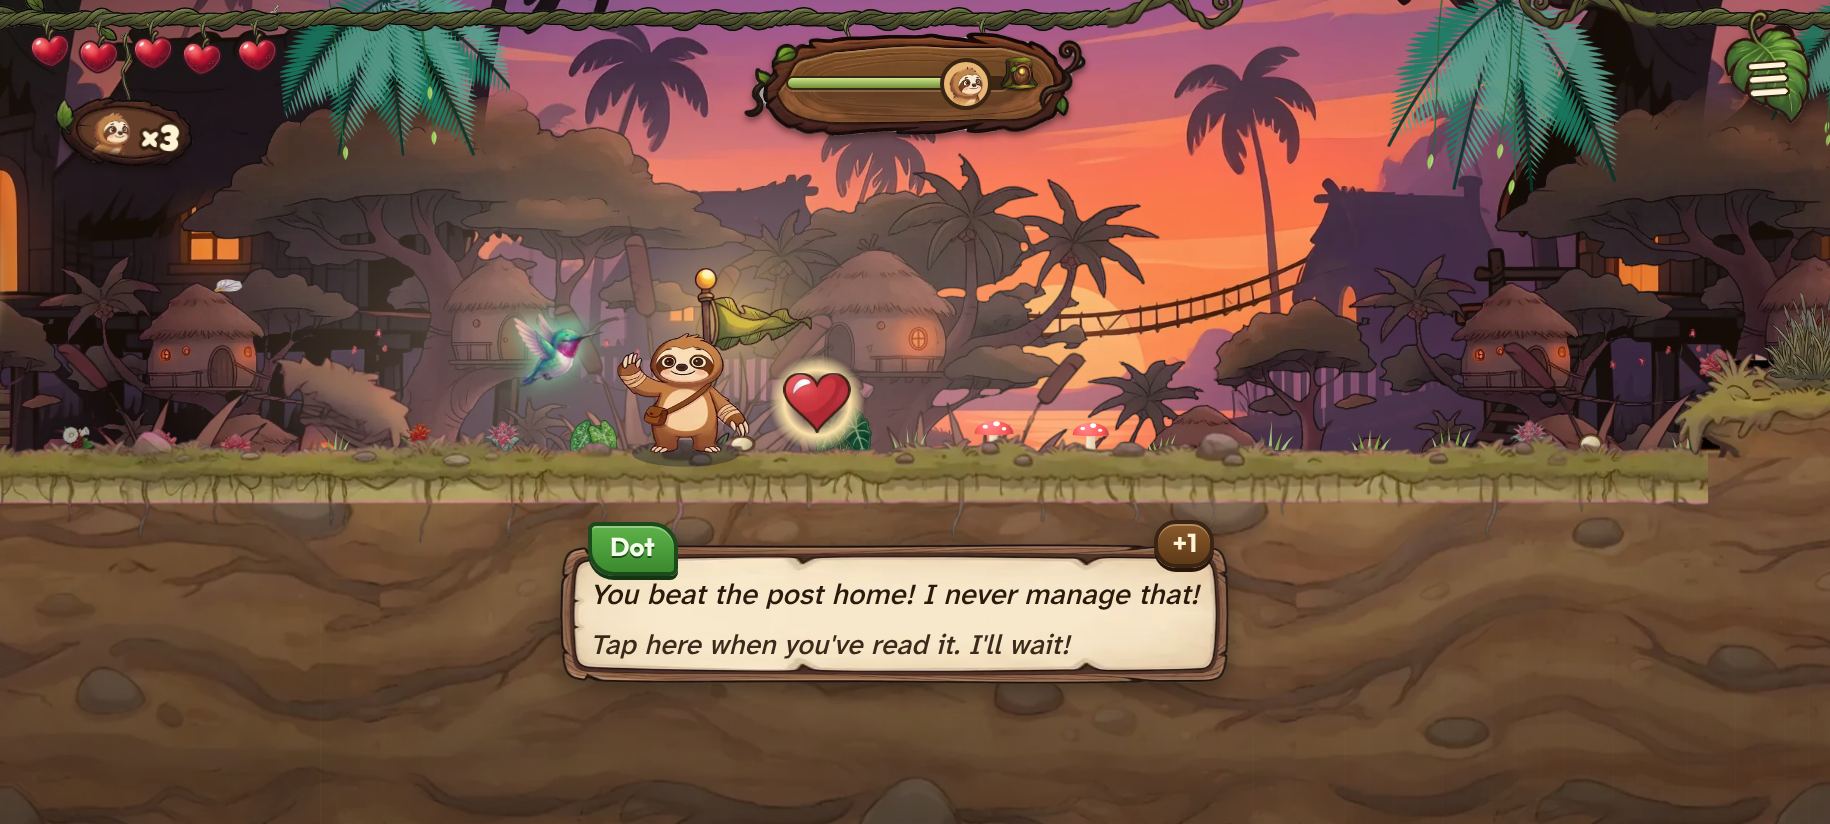 ×3
Dot
+1
You beat the post home! I never manage that!
Tap here when you've read it. I'll wait!